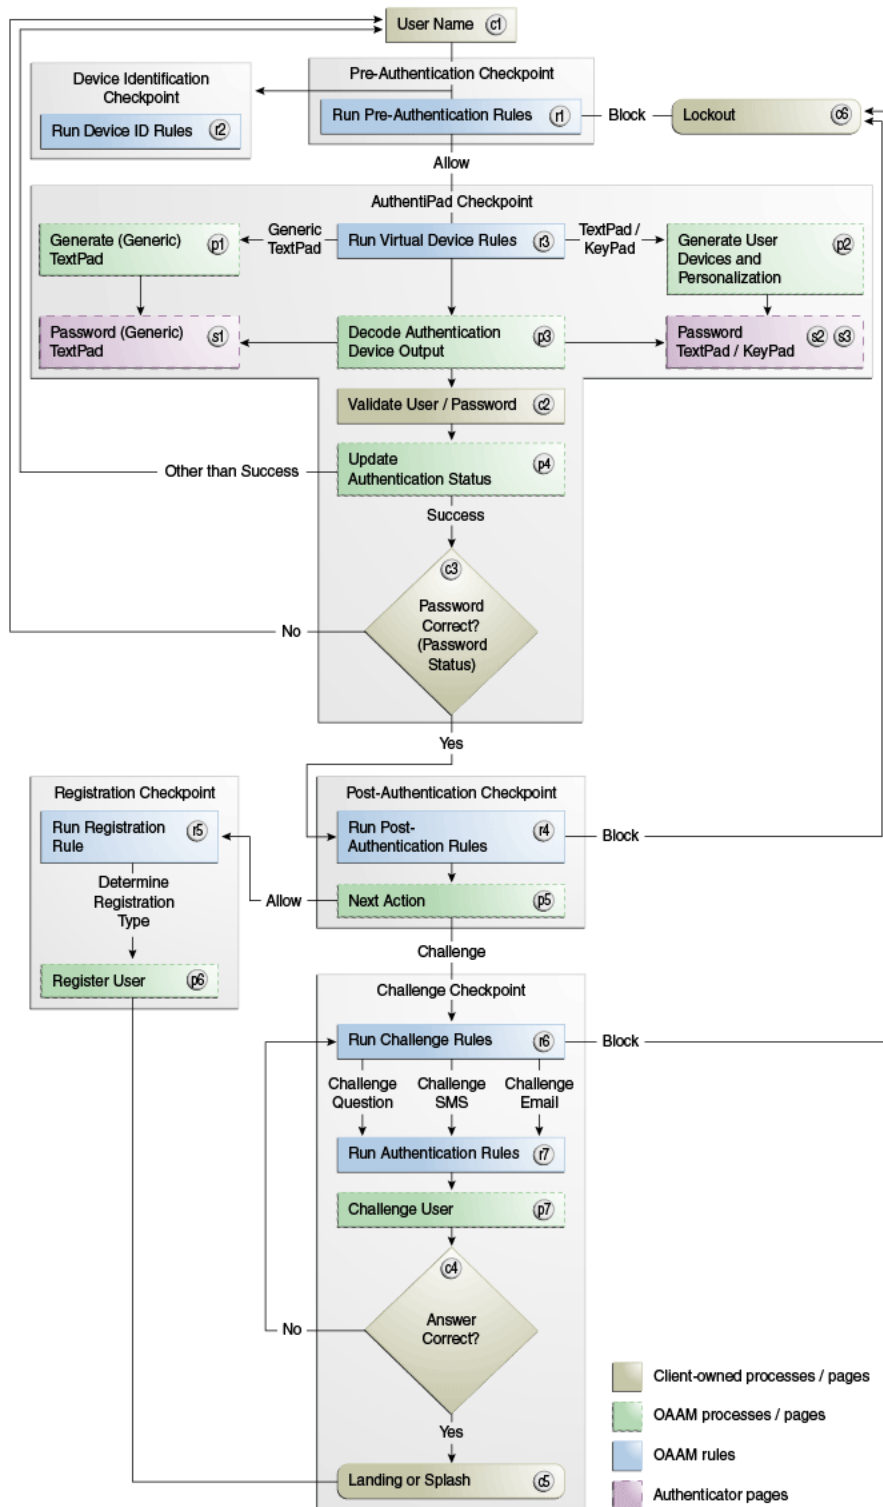 User Name c1
Device Identification
Checkpoint
Run Device ID Rules r2
Pre-Authentication Checkpoint
Run Pre-Authentication Rules r1
Block
Lockout c6
Allow
AuthentiPad Checkpoint
Generate (Generic)
TextPad p1
Generic
TextPad
Run Virtual Device Rules r3
TextPad /
KeyPad
Generate User
Devices and
Personalization p2
Password (Generic)
TextPad s1
Decode Authentication
Device Output p3
Password
TextPad / KeyPad s2 s3
Validate User / Password c2
Other than Success
Update
Authentication Status p4
Success
c3
Password
Correct?
(Password
Status)
No
Yes
Registration Checkpoint
Run Registration
Rule r5
Determine
Registration
Type
Register User p6
Post-Authentication Checkpoint
Run Post-
Authentication Rules r4
Block
Allow
Next Action p5
Challenge
Challenge Checkpoint
Run Challenge Rules r6
Block
Challenge
Question
Challenge
SMS
Challenge
Email
Run Authentication Rules r7
Challenge User p7
c4
Answer
Correct?
No
Yes
Landing or Splash c5
Client-owned processes / pages
OAAM processes / pages
OAAM rules
Authenticator pages